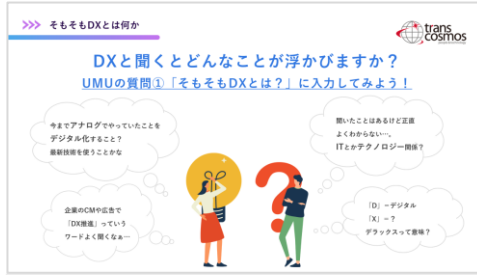 そもそもDXとは何か
trans
cosmos
DXと聞くとどんなことが浮かびますか？
UMUの質問①「そもそもDXとは？」に入力してみよう！
今までアナログでやっていたことを
デジタル化すること？
最新技術を使うことかな
聞いたことはあるけど正直
よくわからない…。
ITとかテクノロジー関係？
企業のCMや広告で
「DX推進」っていう
ワードよく聞くなぁ…
「D」－デジタル
「X」－？
デラックスって意味？